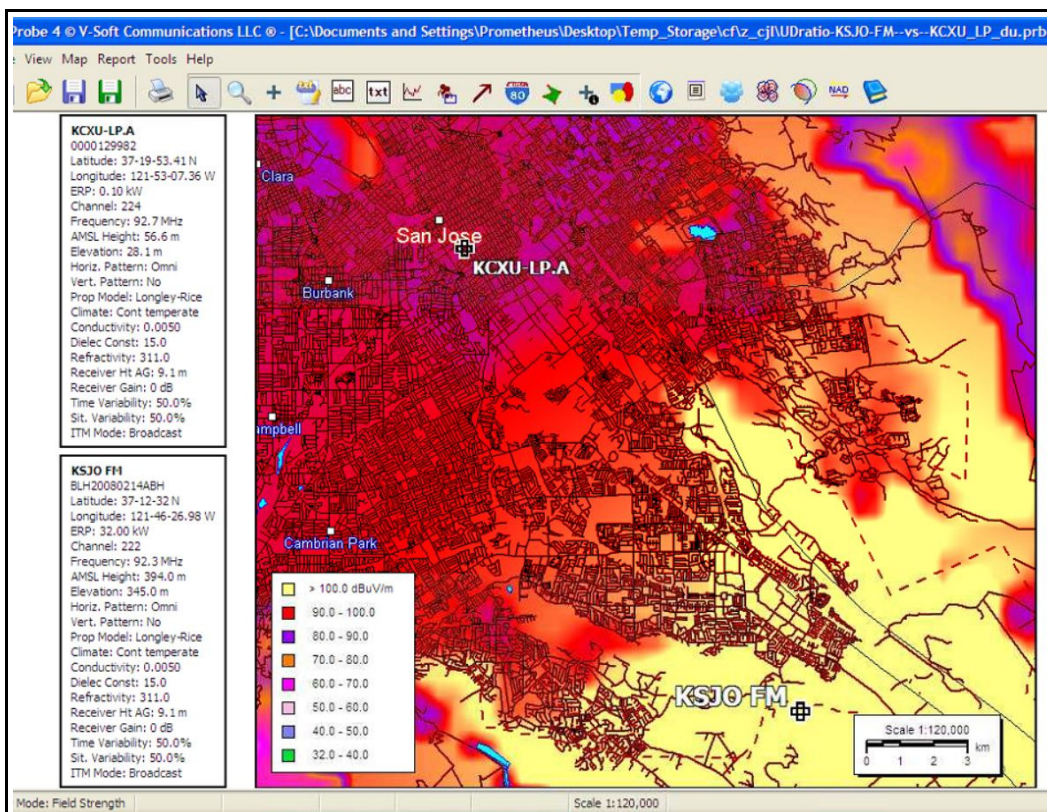 Probe 4 © V-Soft Communications LLC ® - [C:\Documents and Settings\Prometheus\Desktop\Temp_Storage\cf\z_cjl\UDratio-KSJO-FM--vs--KCXU_LP_du.prb
e View Map Report Tools Help
abc
txt
80
NAD
KCXU-LP.A
0000129982
Latitude: 37-19-53.41 N
Longitude: 121-53-07.36 W
ERP: 0.10 kW
Channel: 224
Frequency: 92.7 MHz
AMSL Height: 56.6 m
Elevation: 28.1 m
Horiz. Pattern: Omni
Vert. Pattern: No
Prop Model: Longley-Rice
Climate: Cont temperate
Conductivity: 0.0050
Dielec Const: 15.0
Refractivity: 311.0
Receiver Ht AG: 9.1 m
Receiver Gain: 0 dB
Time Variability: 50.0%
Sit. Variability: 50.0%
ITM Mode: Broadcast
KSJO FM
BLH20080214ABH
Latitude: 37-12-32 N
Longitude: 121-46-26.98 W
ERP: 32.00 kW
Channel: 222
Frequency: 92.3 MHz
AMSL Height: 394.0 m
Elevation: 345.0 m
Horiz. Pattern: Omni
Vert. Pattern: No
Prop Model: Longley-Rice
Climate: Cont temperate
Conductivity: 0.0050
Dielec Const: 15.0
Refractivity: 311.0
Receiver Ht AG: 9.1 m
Receiver Gain: 0 dB
Time Variability: 50.0%
Sit. Variability: 50.0%
ITM Mode: Broadcast
Clara
San Jose
KCXU-LP.A
Burbank
ampbell
Cambrian Park
KSJO FM
> 100.0 dBuV/m
90.0 - 100.0
80.0 - 90.0
70.0 - 80.0
60.0 - 70.0
50.0 - 60.0
40.0 - 50.0
32.0 - 40.0
Scale 1:120,000
km
0 1 2 3
Mode: Field Strength
Scale 1:120,000